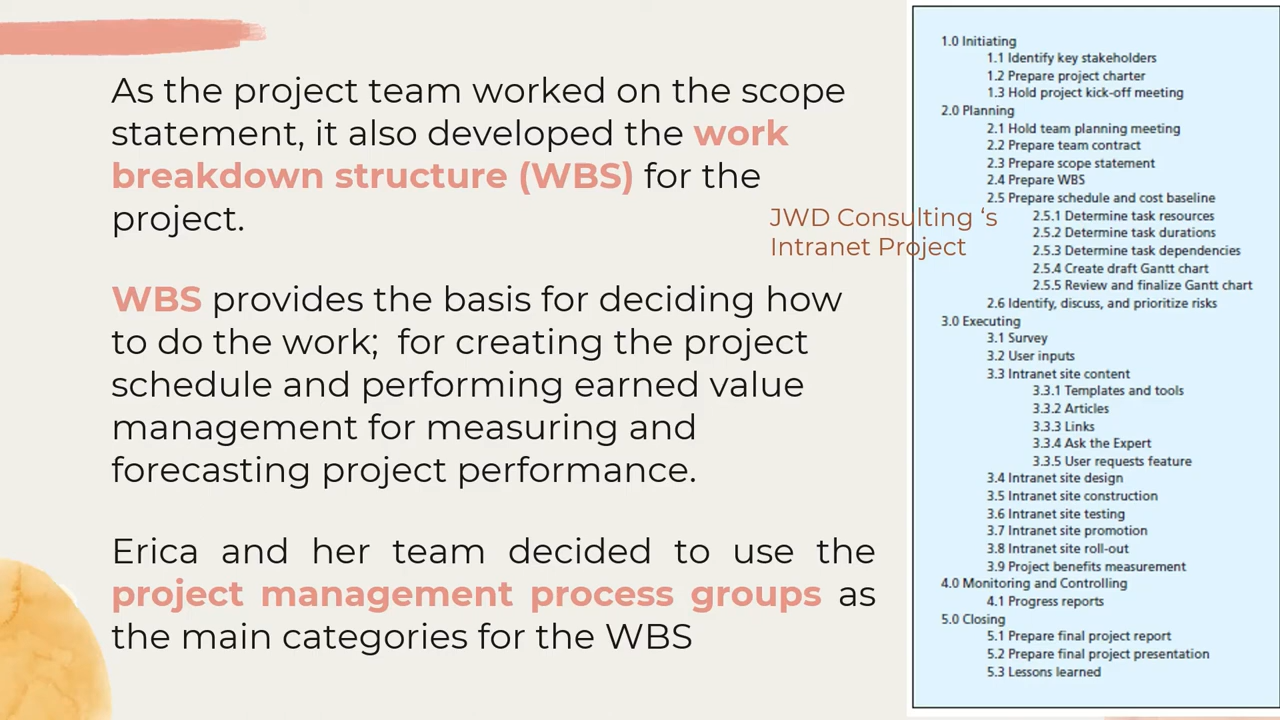 As the project team worked on the scope
statement, it also developed the work
breakdown structure (WBS) for the
project.
WBS provides the basis for deciding how
to do the work;  for creating the project
schedule and performing earned value
management for measuring and
forecasting project performance.
Erica and her team decided to use the
project management process groups as
the main categories for the WBS
JWD Consulting ‘s
Intranet Project
1.0 Initiating
1.1 Identify key stakeholders
1.2 Prepare project charter
1.3 Hold project kick-off meeting
2.0 Planning
2.1 Hold team planning meeting
2.2 Prepare team contract
2.3 Prepare scope statement
2.4 Prepare WBS
2.5 Prepare schedule and cost baseline
2.5.1 Determine task resources
2.5.2 Determine task durations
2.5.3 Determine task dependencies
2.5.4 Create draft Gantt chart
2.5.5 Review and finalize Gantt chart
2.6 Identify, discuss, and prioritize risks
3.0 Executing
3.1 Survey
3.2 User inputs
3.3 Intranet site content
3.3.1 Templates and tools
3.3.2 Articles
3.3.3 Links
3.3.4 Ask the Expert
3.3.5 User requests feature
3.4 Intranet site design
3.5 Intranet site construction
3.6 Intranet site testing
3.7 Intranet site promotion
3.8 Intranet site roll-out
3.9 Project benefits measurement
4.0 Monitoring and Controlling
4.1 Progress reports
5.0 Closing
5.1 Prepare final project report
5.2 Prepare final project presentation
5.3 Lessons learned